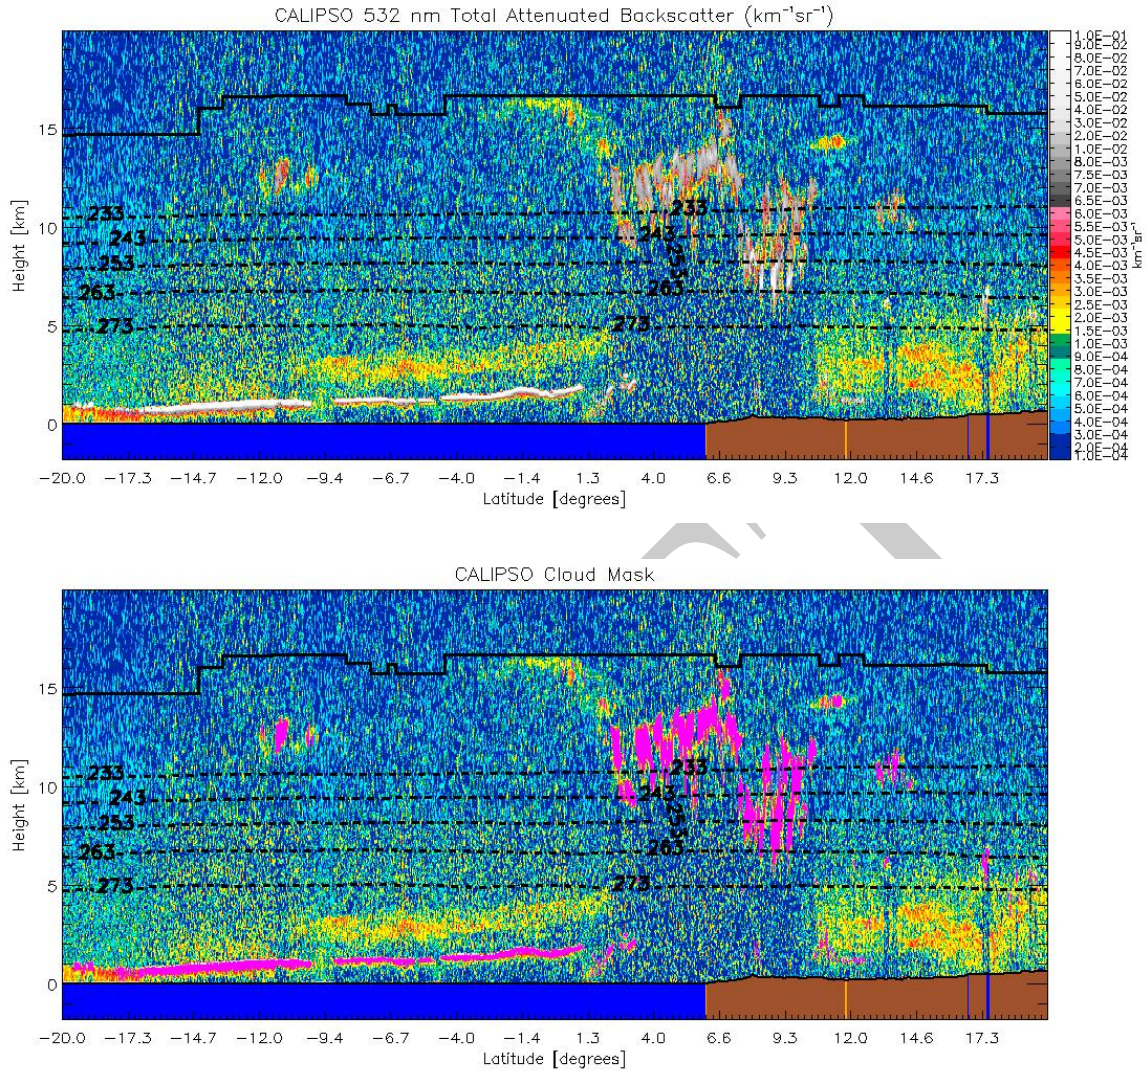 CALIPSO 532 nm Total Attenuated Backscatter (km⁻¹sr⁻¹)
1.0E-01
9.0E-02
8.0E-02
7.0E-02
6.0E-02
5.0E-02
4.0E-02
3.0E-02
2.0E-02
1.0E-02
8.0E-03
7.5E-03
7.0E-03
6.5E-03
6.0E-03
5.5E-03
5.0E-03
4.5E-03
4.0E-03
3.5E-03
3.0E-03
2.5E-03
2.0E-03
1.5E-03
1.0E-03
9.0E-04
8.0E-04
7.0E-04
6.0E-04
5.0E-04
4.0E-04
3.0E-04
2.0E-04
1.0E-04
km⁻¹sr⁻¹
Height [km]
15
10
5
0
233 233
243 243
253 253
263 263
273 273
-20.0 -17.3 -14.7 -12.0 -9.4 -6.7 -4.0 -1.4 1.3 4.0 6.6 9.3 12.0 14.6 17.3
Latitude [degrees]
CALIPSO Cloud Mask
Height [km]
15
10
5
0
233 233
243 243
253 253
263 263
273 273
-20.0 -17.3 -14.7 -12.0 -9.4 -6.7 -4.0 -1.4 1.3 4.0 6.6 9.3 12.0 14.6 17.3
Latitude [degrees]